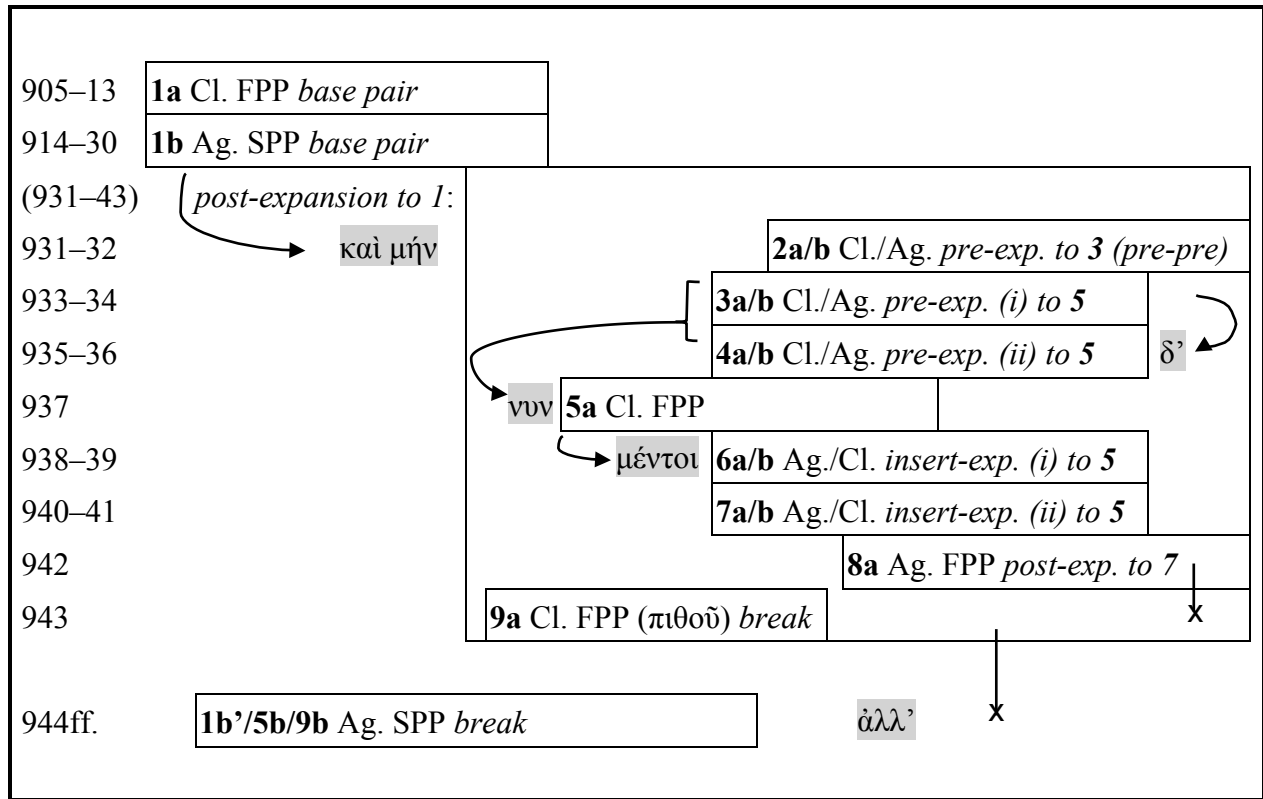 905–13 1a Cl. FPP base pair
914–30 1b Ag. SPP base pair
(931–43) post-expansion to 1:
931–32 καὶ μήν 2a/b Cl./Ag. pre-exp. to 3 (pre-pre)
933–34 3a/b Cl./Ag. pre-exp. (i) to 5
935–36 4a/b Cl./Ag. pre-exp. (ii) to 5 δ’
937 νυν 5a Cl. FPP
938–39 μέντοι 6a/b Ag./Cl. insert-exp. (i) to 5
940–41 7a/b Ag./Cl. insert-exp. (ii) to 5
942 8a Ag. FPP post-exp. to 7
943 9a Cl. FPP (πιθοῦ) break x
944ff. 1b’/5b/9b Ag. SPP break ἀλλ’ x